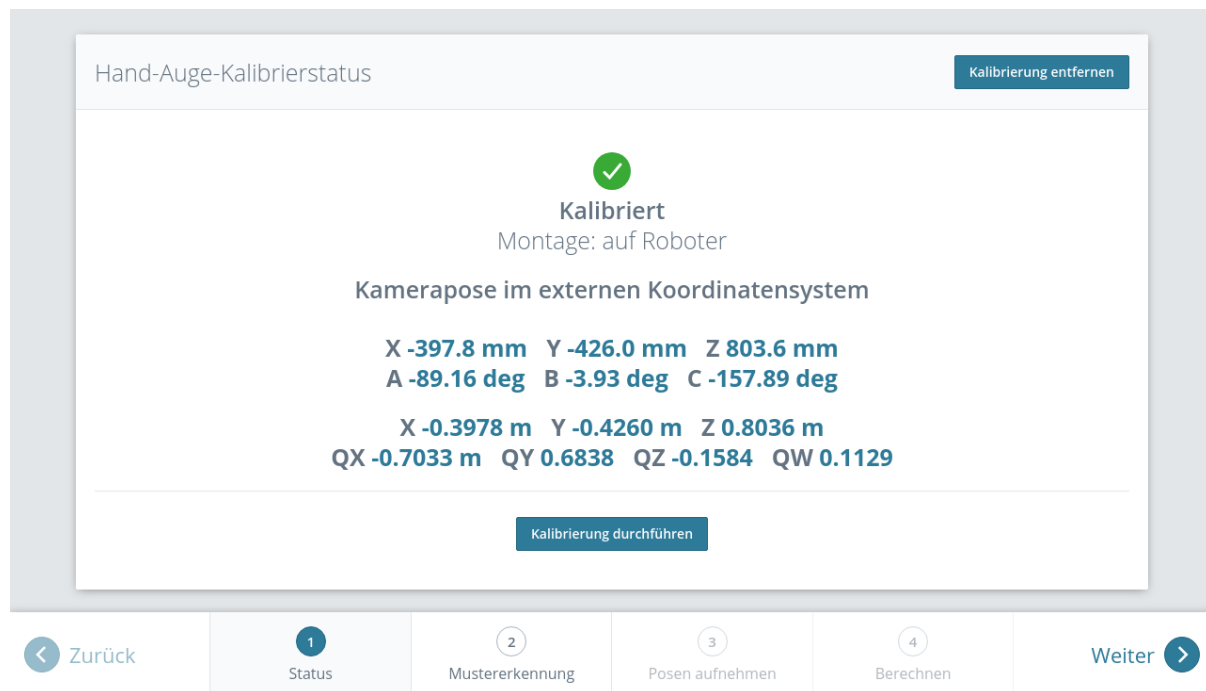 Hand-Auge-Kalibrierstatus
Kalibrierung entfernen
Kalibriert
Montage: auf Roboter
Kamerapose im externen Koordinatensystem
X -397.8 mm Y -426.0 mm Z 803.6 mm
A -89.16 deg B -3.93 deg C -157.89 deg
X -0.3978 m Y -0.4260 m Z 0.8036 m
QX -0.7033 m QY 0.6838 QZ -0.1584 QW 0.1129
Kalibrierung durchführen
Zurück
1
Status
2
Mustererkennung
3
Posen aufnehmen
4
Berechnen
Weiter